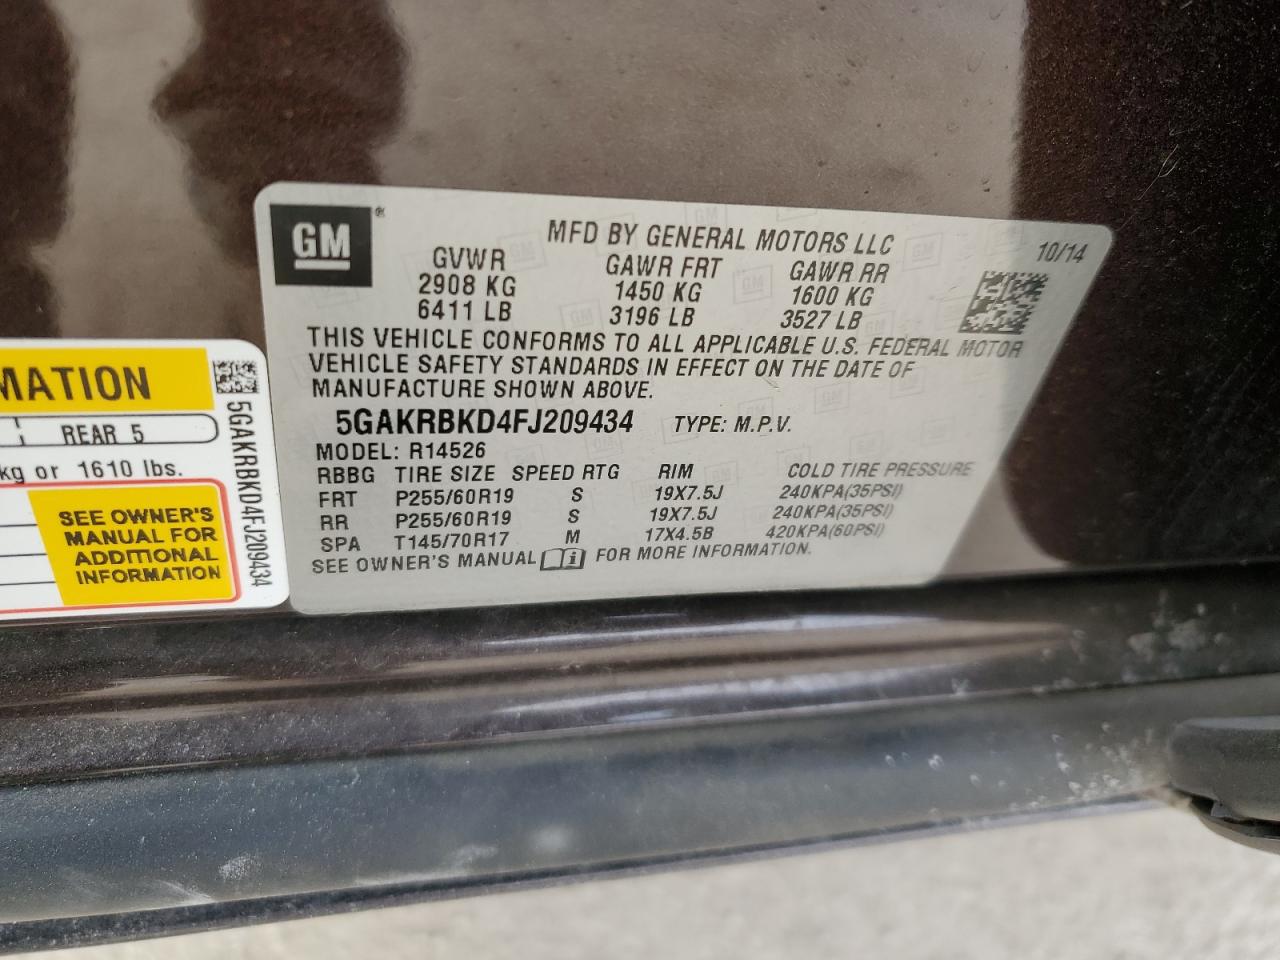 GM®
MFD BY GENERAL MOTORS LLC
10/14
GVWR GAWR FRT GAWR RR
2908 KG 1450 KG 1600 KG
6411 LB 3196 LB 3527 LB
THIS VEHICLE CONFORMS TO ALL APPLICABLE U.S. FEDERAL MOTOR
VEHICLE SAFETY STANDARDS IN EFFECT ON THE DATE OF
MANUFACTURE SHOWN ABOVE.
5GAKRBKD4FJ209434 TYPE: M.P.V.
MODEL: R14526
RBBG TIRE SIZE SPEED RTG RIM COLD TIRE PRESSURE
FRT P255/60R19 S 19X7.5J 240KPA(35PSI)
RR P255/60R19 S 19X7.5J 240KPA(35PSI)
SPA T145/70R17 M 17X4.5B 420KPA(60PSI)
SEE OWNER'S MANUAL FOR MORE INFORMATION.
MATION
REAR 5
kg or 1610 lbs.
SEE OWNER'S
MANUAL FOR
ADDITIONAL
INFORMATION
5GAKRBKD4FJ209434